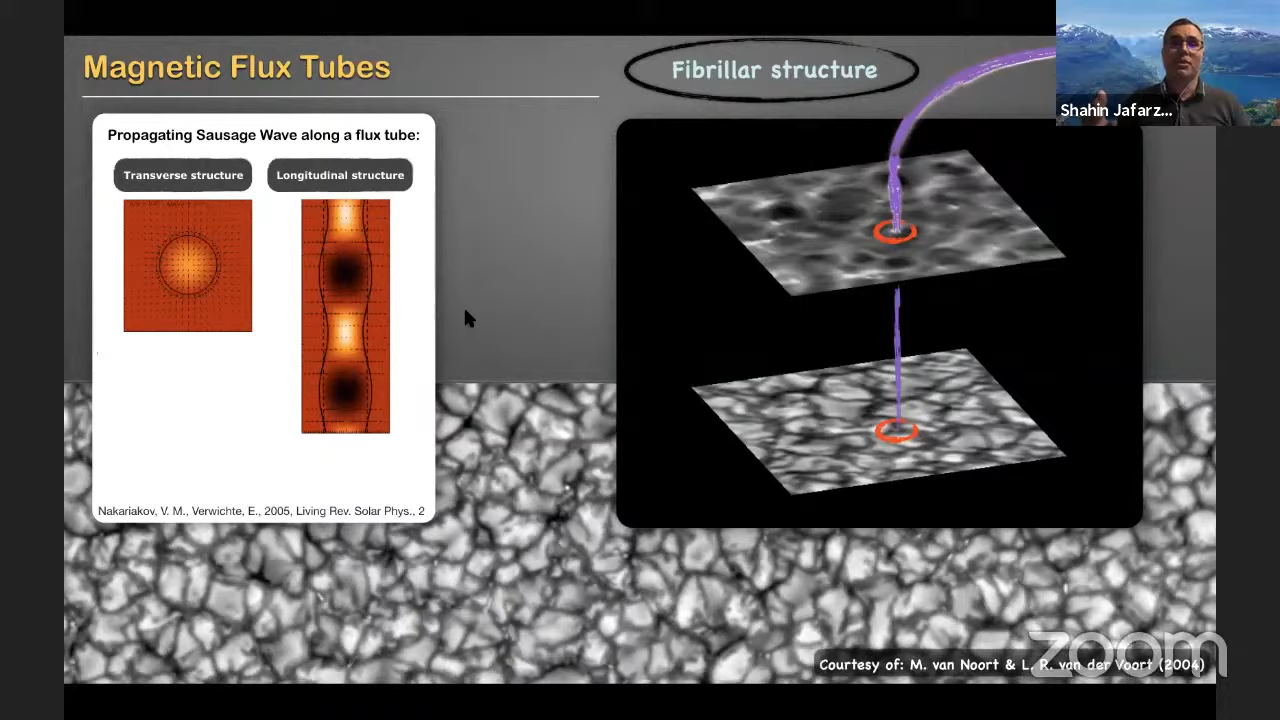 Magnetic Flux Tubes
Fibrillar structure
Shahin Jafarz...
Propagating Sausage Wave along a flux tube:
Transverse structure
Longitudinal structure
Nakariakov, V. M., Verwichte, E., 2005, Living Rev. Solar Phys., 2
zoom
Courtesy of: M. van Noort & L. R. van der Voort (2004)